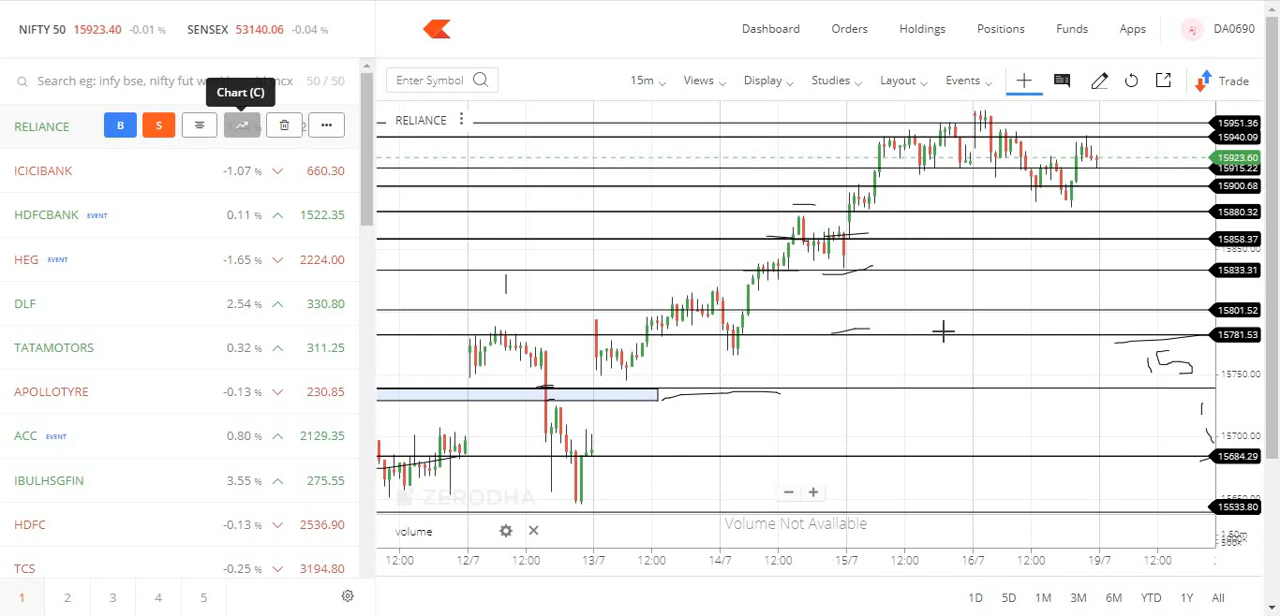 NIFTY 50 15923.40 -0.01 % SENSEX 53140.06 -0.04 %
Dashboard Orders Holdings Positions Funds Apps AJ DA0690
Search eg: infy bse, nifty fut w 50 / 50
Chart (C)
Enter Symbol 15m Views Display Studies Layout Events Trade
RELIANCE B S
ICICIBANK -1.07 % 660.30
HDFCBANK EVENT 0.11 % 1522.35
HEG EVENT -1.65 % 2224.00
DLF 2.54 % 330.80
TATAMOTORS 0.32 % 311.25
APOLLOTYRE -0.13 % 230.85
ACC EVENT 0.80 % 2129.35
IBULHSGFIN 3.55 % 275.55
HDFC -0.13 % 2536.90
TCS -0.25 % 3194.80
1 2 3 4 5
RELIANCE
15951.36
15940.09
15923.60
15915.22
15900.68
15880.32
15858.37
15850.00
15833.31
15801.52
15781.53
15
15750.00
15700.00
15684.29
15533.80
ZERODHA
volume
Volume Not Available
12:00 12/7 12:00 13/7 12:00 14/7 12:00 15/7 12:00 16/7 12:00 19/7 12:00
1D 5D 1M 3M 6M YTD 1Y All